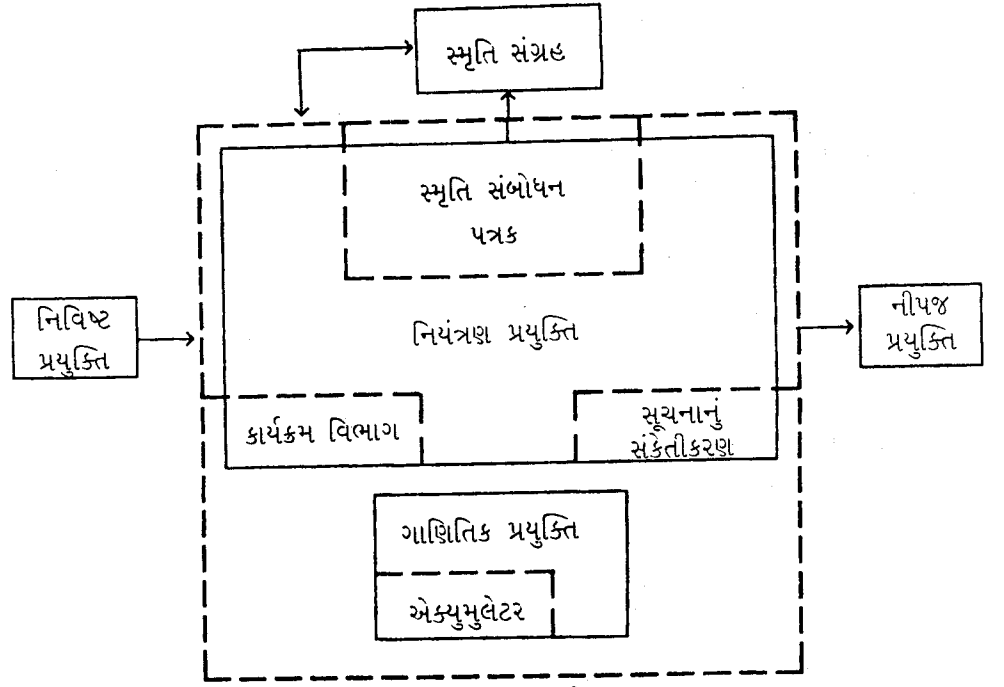 સ્મૃતિ સંગ્રહ
સ્મૃતિ સંબોધન
પત્રક
નિવિષ્ટ
પ્રયુક્તિ
નિયંત્રણ પ્રયુક્તિ
નીપજ
પ્રયુક્તિ
કાર્યક્રમ વિભાગ
સૂચનાનું
સંકેતીકરણ
ગાણિતિક પ્રયુક્તિ
એક્યુમુલેટર